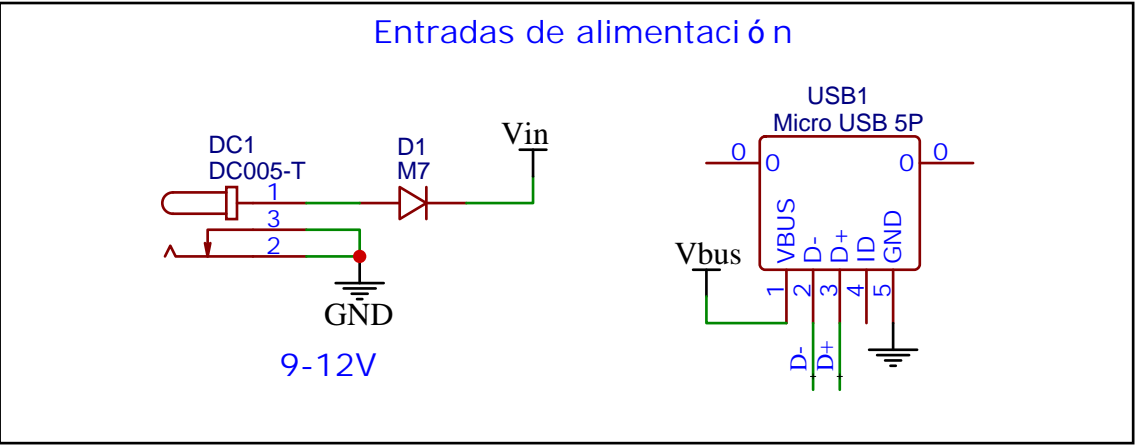 Entradas de alimentación
DC1
DC005-T
1
3
2
D1
M7
Vin
GND
9-12V
USB1
Micro USB 5P
0
0
0
0
VBUS
D-
D+
ID
GND
1
2
3
4
5
Vbus
D-
D+